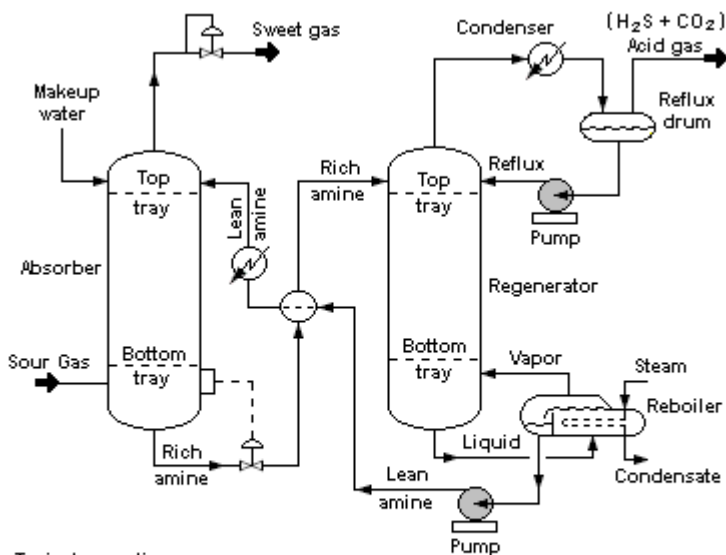 Sweet gas
Condenser
(H₂S + CO₂)
Acid gas
Makeup
water
Reflux
drum
Top
tray
Lean
amine
Rich
amine
Top
tray
Reflux
Pump
Absorber
Regenerator
Sour Gas
Bottom
tray
Bottom
tray
Vapor
Steam
Reboiler
Rich
amine
Liquid
Condensate
Lean
amine
Pump